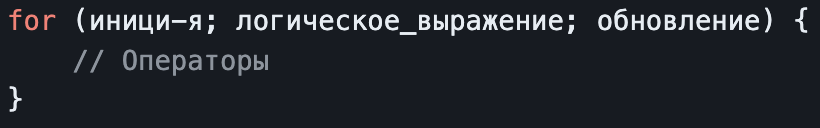 for (иници-я; логическое_выражение; обновление) {
    // Операторы
}